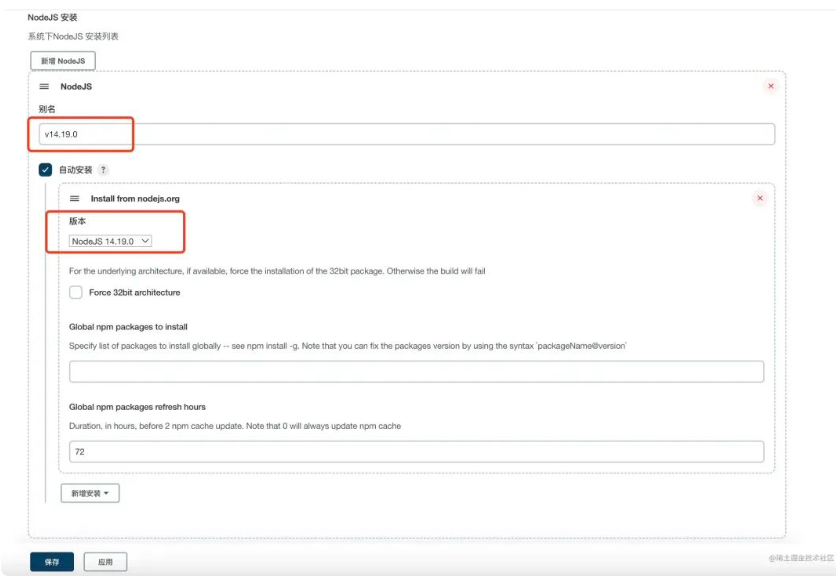 NodeJS 安装
系统下NodeJS 安装列表
新增 NodeJS
NodeJS
别名
v14.19.0
自动安装 ?
Install from nodejs.org
版本
NodeJS 14.19.0
For the underlying architecture, if available, force the installation of the 32bit package. Otherwise the build will fail
Force 32bit architecture
Global npm packages to install
Specify list of packages to install globally -- see npm install -g. Note that you can fix the packages version by using the syntax `packageName@version`
Global npm packages refresh hours
Duration, in hours, before 2 npm cache update. Note that 0 will always update npm cache
72
新增安装
保存
应用
@稀土掘金技术社区